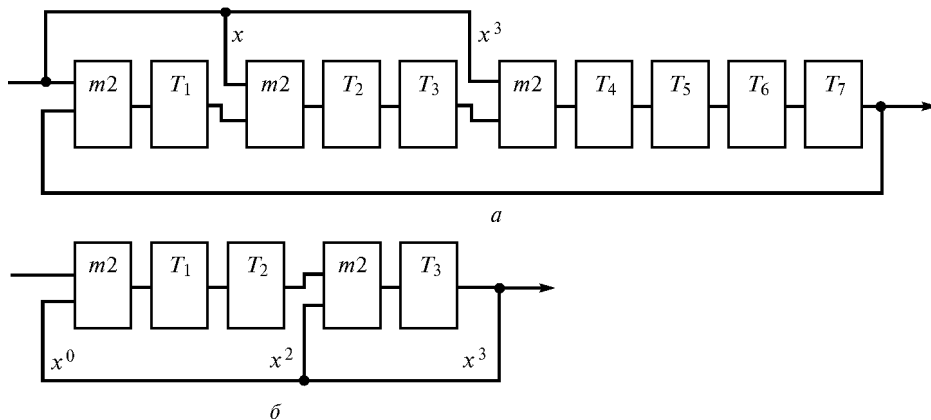 x x³
m2 T₁ m2 T₂ T₃ m2 T₄ T₅ T₆ T₇
а
m2 T₁ T₂ m2 T₃
x⁰ x² x³
б